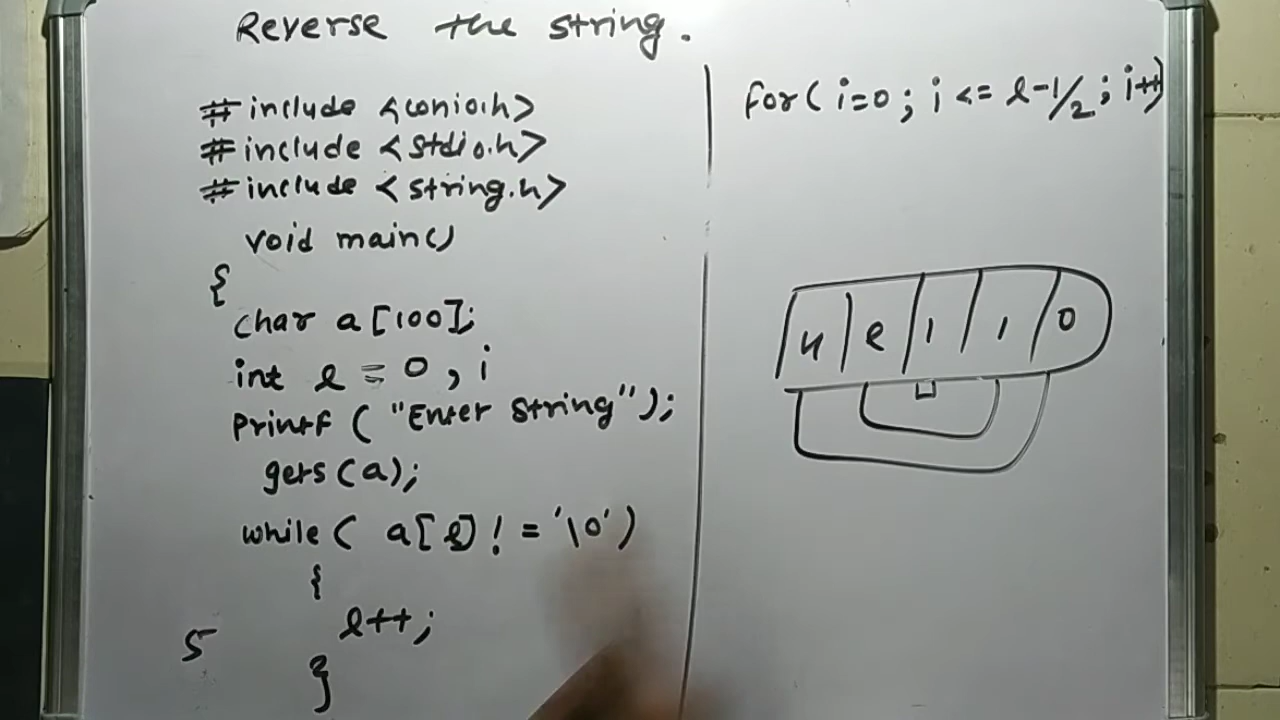 Reverse the string.
# include <conio.h>
# include <stdio.h>
# include <string.h>
void main()
{
char a[100];
int l = 0, i
Printf ("Enter String");
gets(a);
while( a[l] != '\0')
{
l++;
5
}
for( i=0; i <= l-1/2; i++)
H e l l o